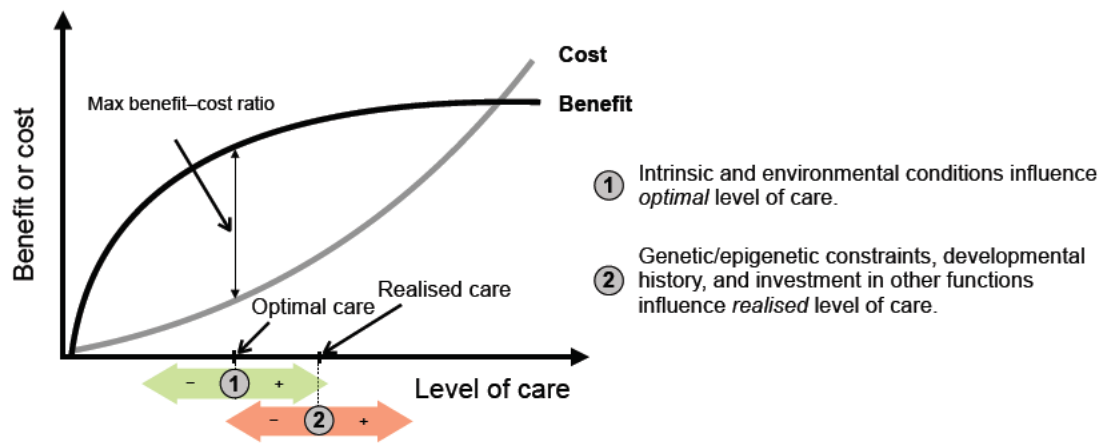 Cost
Max benefit–cost ratio
Benefit
Benefit or cost
1 Intrinsic and environmental conditions influence
optimal level of care.
2 Genetic/epigenetic constraints, developmental
history, and investment in other functions
influence realised level of care.
Realised care
Optimal care
Level of care
– 1 +
– 2 +